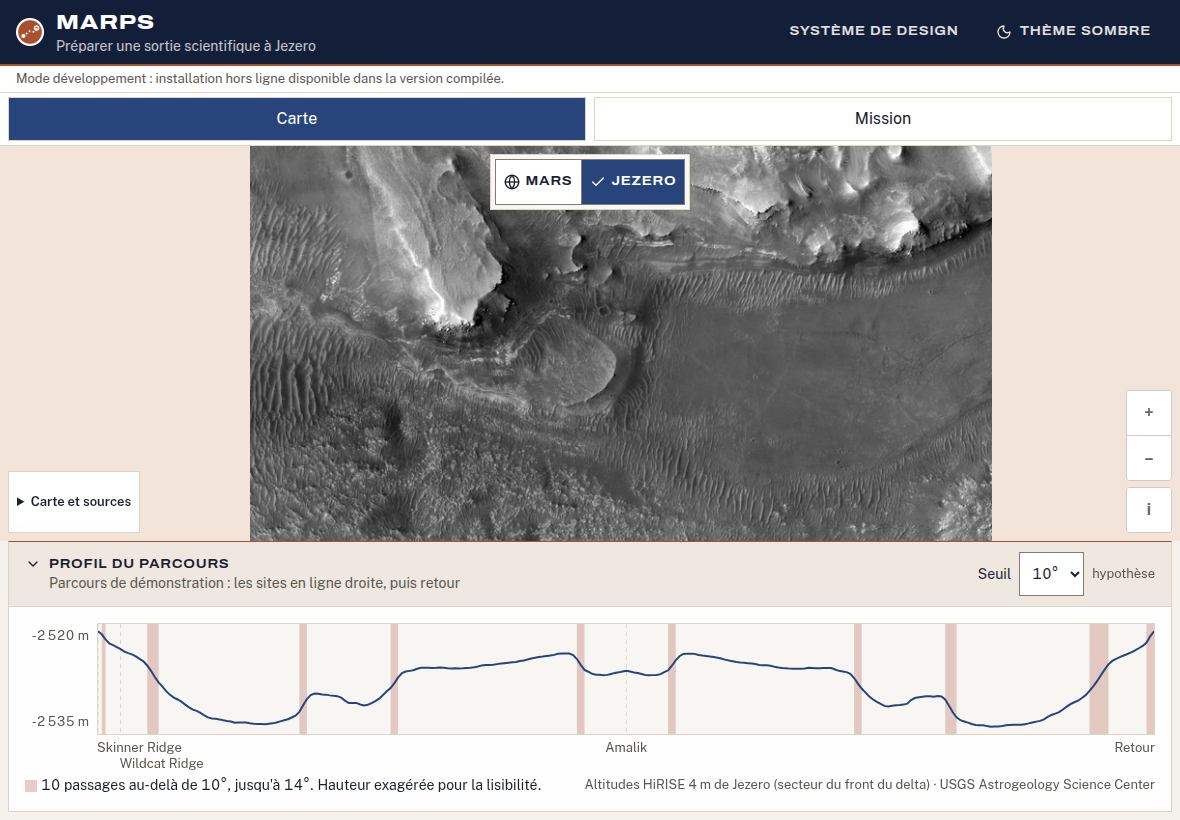 MARPS
Préparer une sortie scientifique à Jezero
SYSTÈME DE DESIGN
THÈME SOMBRE
Mode développement : installation hors ligne disponible dans la version compilée.
Carte
Mission
MARS
JEZERO
+
−
i
Carte et sources
PROFIL DU PARCOURS
Parcours de démonstration : les sites en ligne droite, puis retour
Seuil
10°
hypothèse
-2 520 m
-2 535 m
Skinner Ridge
Wildcat Ridge
Amalik
Retour
10 passages au-delà de 10°, jusqu'à 14°. Hauteur exagérée pour la lisibilité.
Altitudes HiRISE 4 m de Jezero (secteur du front du delta) · USGS Astrogeology Science Center